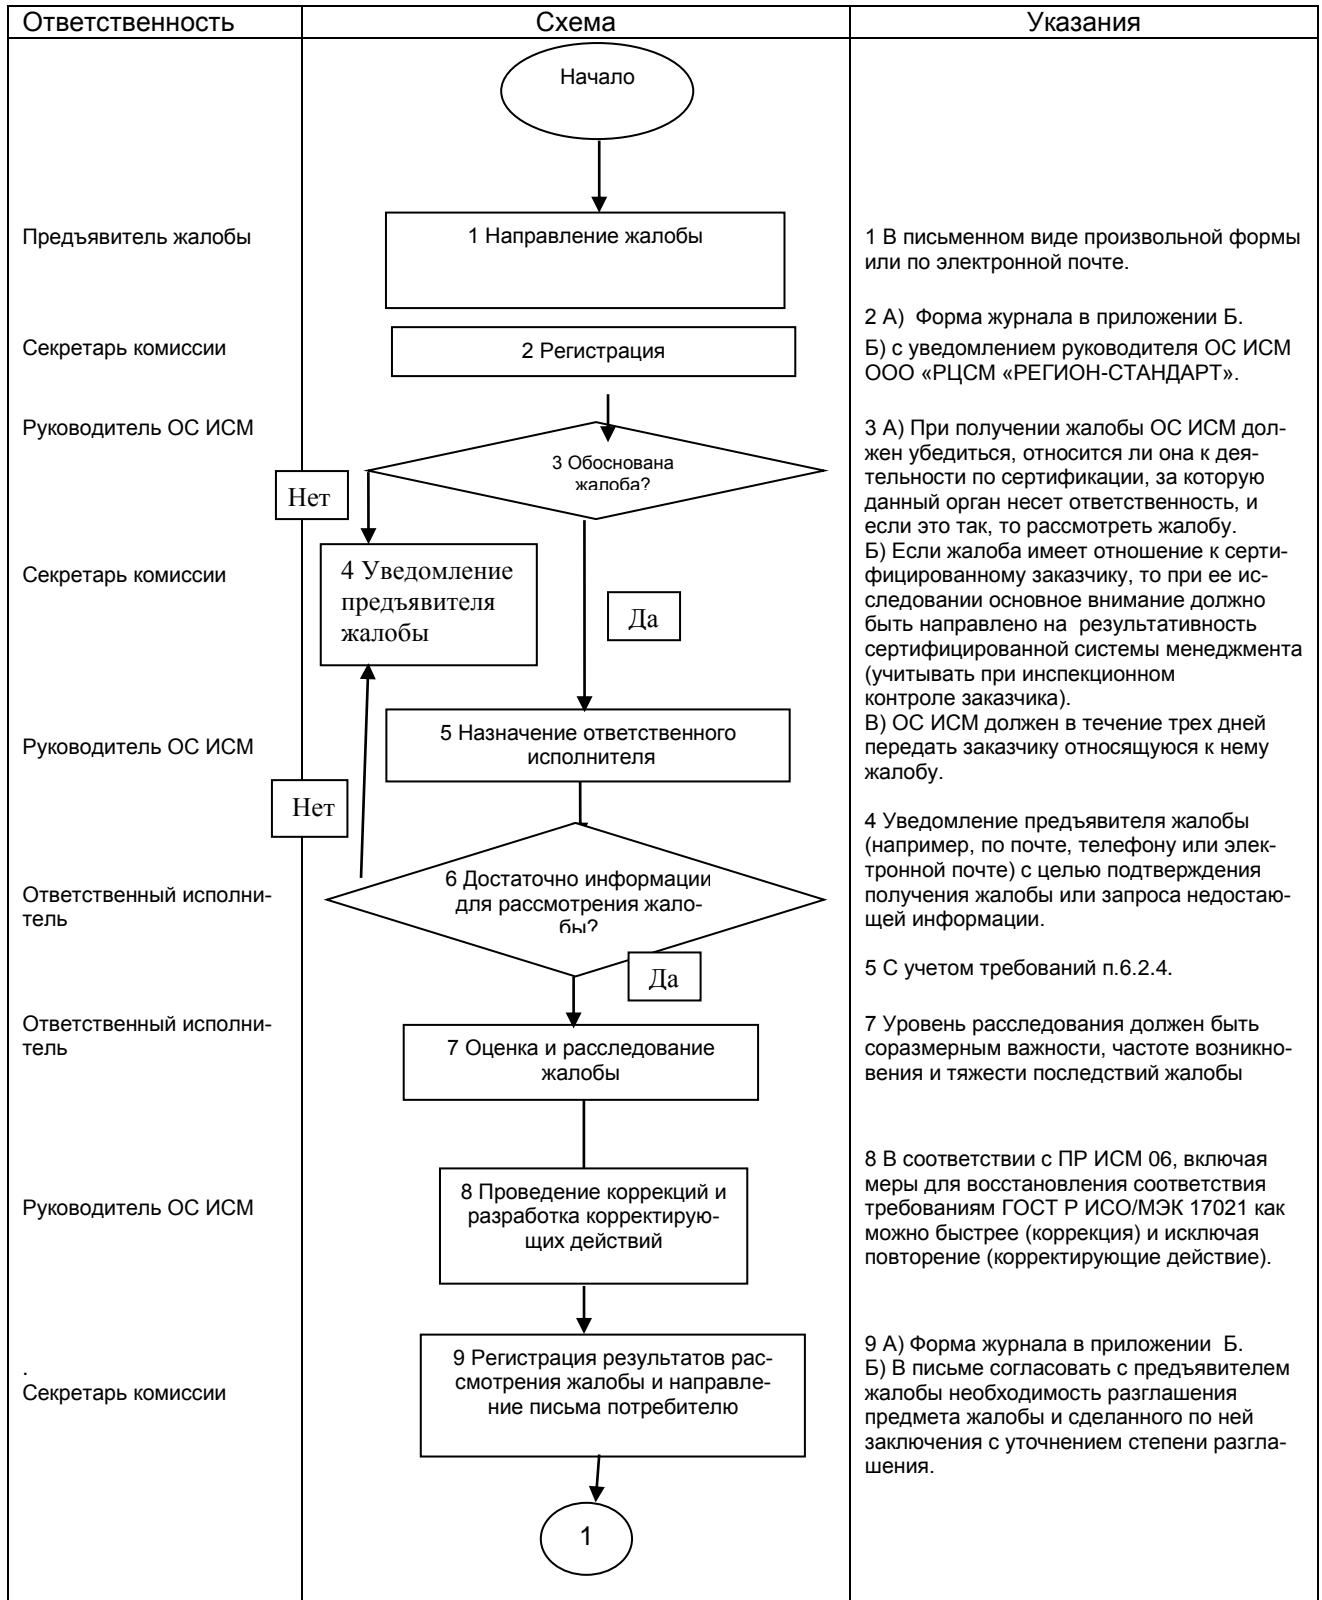 Ответственность
Схема
Указания
Начало
Предъявитель жалобы
1 Направление жалобы
1 В письменном виде произвольной формы
или по электронной почте.
2 А)  Форма журнала в приложении Б.
Секретарь комиссии
2 Регистрация
Б) с уведомлением руководителя ОС ИСМ
ООО «РЦСМ «РЕГИОН-СТАНДАРТ».
Руководитель ОС ИСМ
3 Обоснована
жалоба?
Нет
3 А) При получении жалобы ОС ИСМ дол-
жен убедиться, относится ли она к дея-
тельности по сертификации, за которую
данный орган несет ответственность, и
если это так, то рассмотреть жалобу.
Б) Если жалоба имеет отношение к серти-
фицированному заказчику, то при ее ис-
следовании основное внимание должно
быть направлено на  результативность
сертифицированной системы менеджмента
(учитывать при инспекционном
контроле заказчика).
В) ОС ИСМ должен в течение трех дней
передать заказчику относящуюся к нему
жалобу.
Секретарь комиссии
4 Уведомление
предъявителя
жалобы
Да
Руководитель ОС ИСМ
5 Назначение ответственного
исполнителя
Нет
4 Уведомление предъявителя жалобы
(например, по почте, телефону или элек-
тронной почте) с целью подтверждения
получения жалобы или запроса недостаю-
щей информации.
Ответственный исполни-
тель
6 Достаточно информации
для рассмотрения жало-
бы?
Да
5 С учетом требований п.6.2.4.
Ответственный исполни-
тель
7 Оценка и расследование
жалобы
7 Уровень расследования должен быть
соразмерным важности, частоте возникно-
вения и тяжести последствий жалобы
Руководитель ОС ИСМ
8 Проведение коррекций и
разработка корректирую-
щих действий
8 В соответствии с ПР ИСМ 06, включая
меры для восстановления соответствия
требованиям ГОСТ Р ИСО/МЭК 17021 как
можно быстрее (коррекция) и исключая
повторение (корректирующие действие).
.
Секретарь комиссии
9 Регистрация результатов рас-
смотрения жалобы и направле-
ние письма потребителю
9 А) Форма журнала в приложении  Б.
Б) В письме согласовать с предъявителем
жалобы необходимость разглашения
предмета жалобы и сделанного по ней
заключения с уточнением степени разгла-
шения.
1